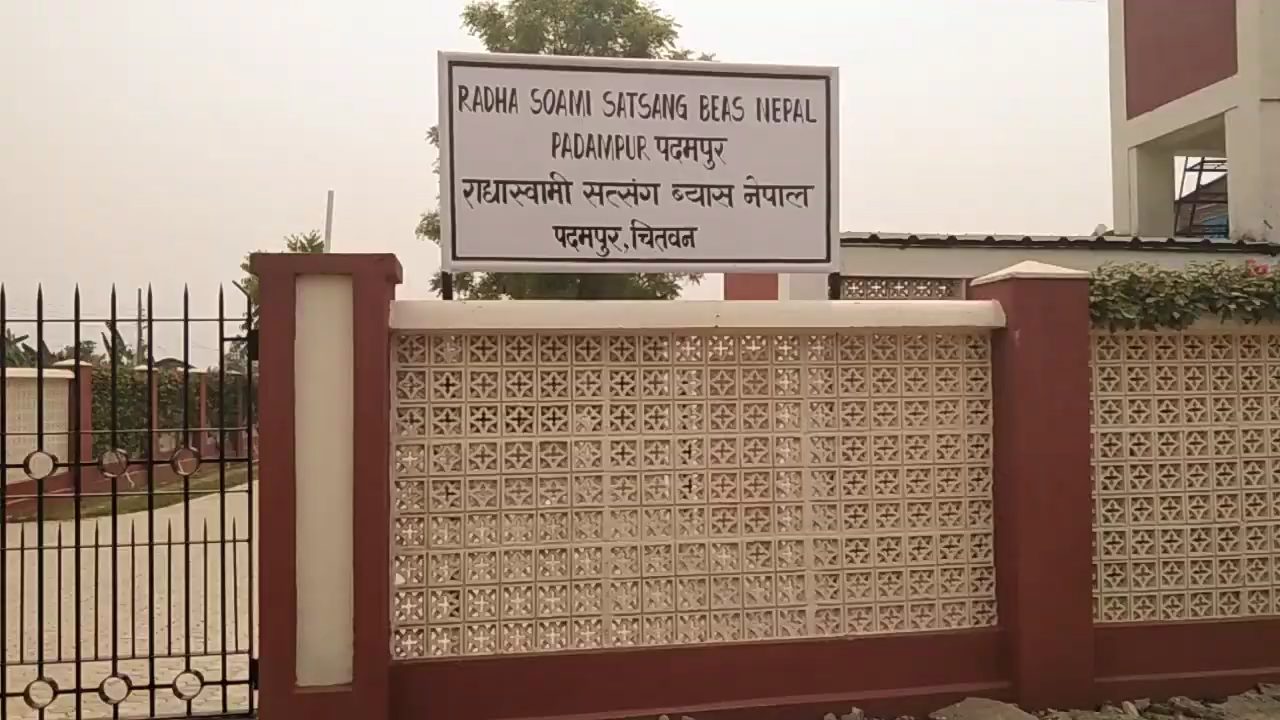 RADHA SOAMI SATSANG BEAS NEPAL
PADAMPUR पदमपुर
राधास्वामी सत्संग ब्यास नेपाल
पदमपुर, चितवन